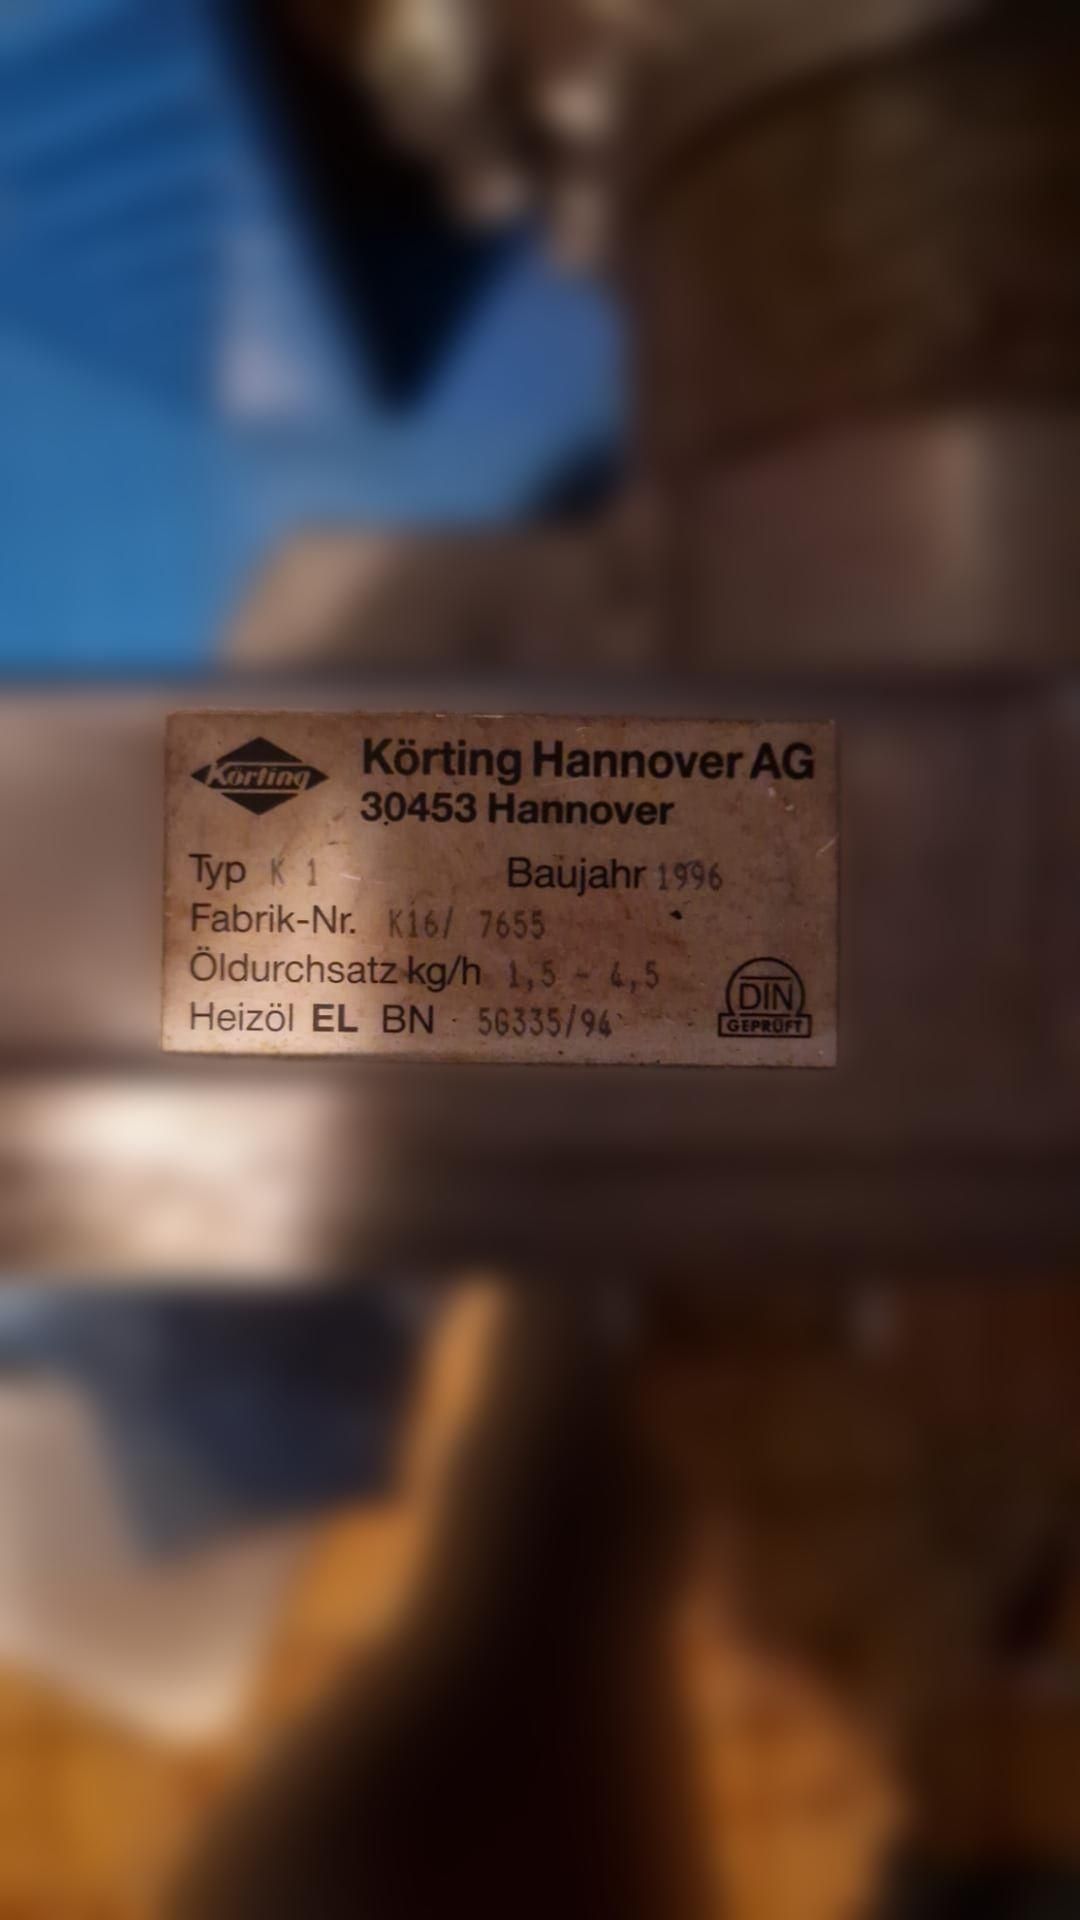 Körting
Körting Hannover AG
30453 Hannover
Typ K 1 Baujahr 1996
Fabrik-Nr. K16/ 7655
Öldurchsatz kg/h 1,5 - 4,5
Heizöl EL BN 5G335/94
DIN
GEPRÜFT